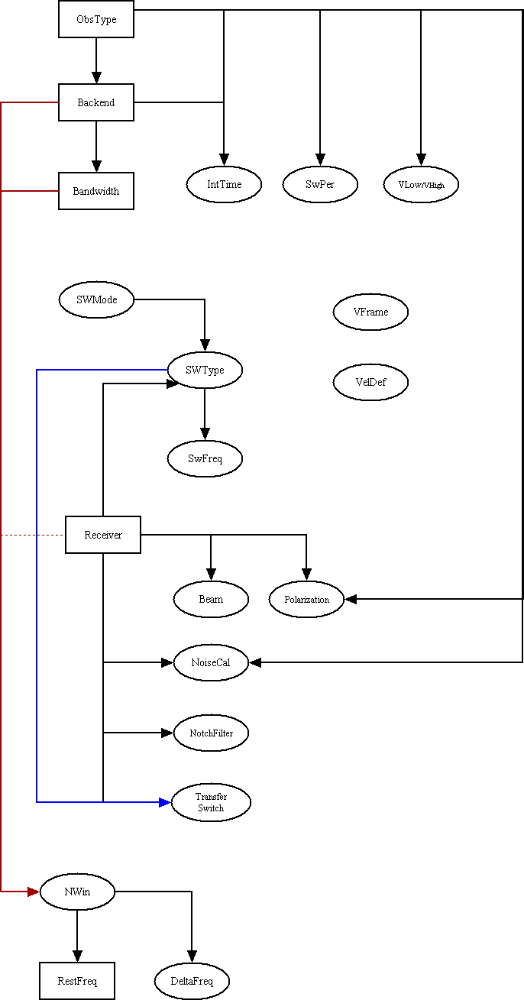 ObsType
Backend
Bandwidth
IntTime
SwPer
VLow/VHigh
SWMode
VFrame
SWType
VelDef
SwFreq
Receiver
Beam
Polarization
NoiseCal
NotchFilter
Transfer
Switch
NWin
RestFreq
DeltaFreq